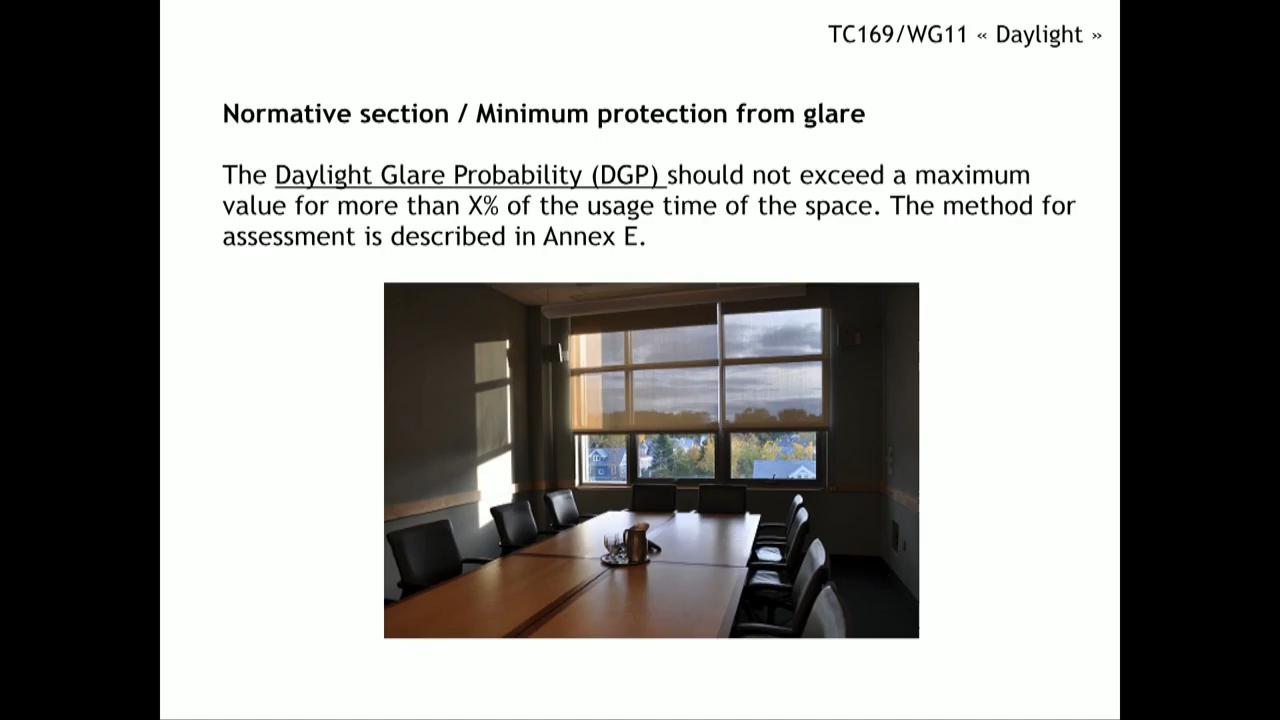 TC169/WG11 « Daylight »
Normative section / Minimum protection from glare
The Daylight Glare Probability (DGP) should not exceed a maximum
value for more than X% of the usage time of the space. The method for
assessment is described in Annex E.